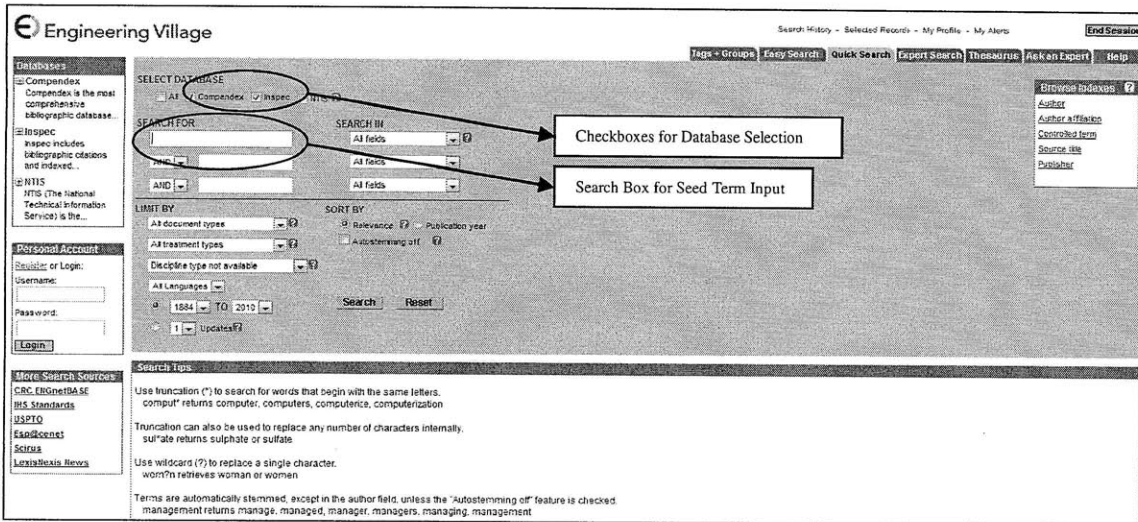 Engineering Village
Search History - Selected Records - My Profile - My Alerts
End Session
Tags + Groups Easy Search Quick Search Expert Search Thesaurus Ask an Expert Help
Databases
Compendex
Compendex is the most
comprehensive
bibliographic database...
Inspec
Inspec includes
bibliographic citations
and indexed...
NTIS
NTIS (The National
Technical Information
Service) is the...
Personal Account
Register or Login:
Username:
Password:
Login
More Search Sources
CRC ENGnetBASE
IHS Standards
USPTO
Esp@cenet
Scirus
LexisNexis News
SELECT DATABASE
All Compendex Inspec NTIS ?
SEARCH FOR
SEARCH IN
All fields ?
AND
All fields
AND
All fields
LIMIT BY
All document types ?
All treatment types ?
Discipline type not available ?
All Languages
1884 TO 2010
1 Updates ?
SORT BY
Relevance ? Publication year
Autostemming off ?
Search Reset
Checkboxes for Database Selection
Search Box for Seed Term Input
Browse Indexes ?
Author
Author affiliation
Controlled term
Source title
Publisher
Search Tips
Use truncation (*) to search for words that begin with the same letters.
comput* returns computer, computers, computerize, computerization
Truncation can also be used to replace any number of characters internally.
sul*ate returns sulphate or sulfate
Use wildcard (?) to replace a single character.
wom?n retrieves woman or women
Terms are automatically stemmed, except in the author field, unless the "Autostemming off" feature is checked.
management returns manage, managed, manager, managers, managing, management